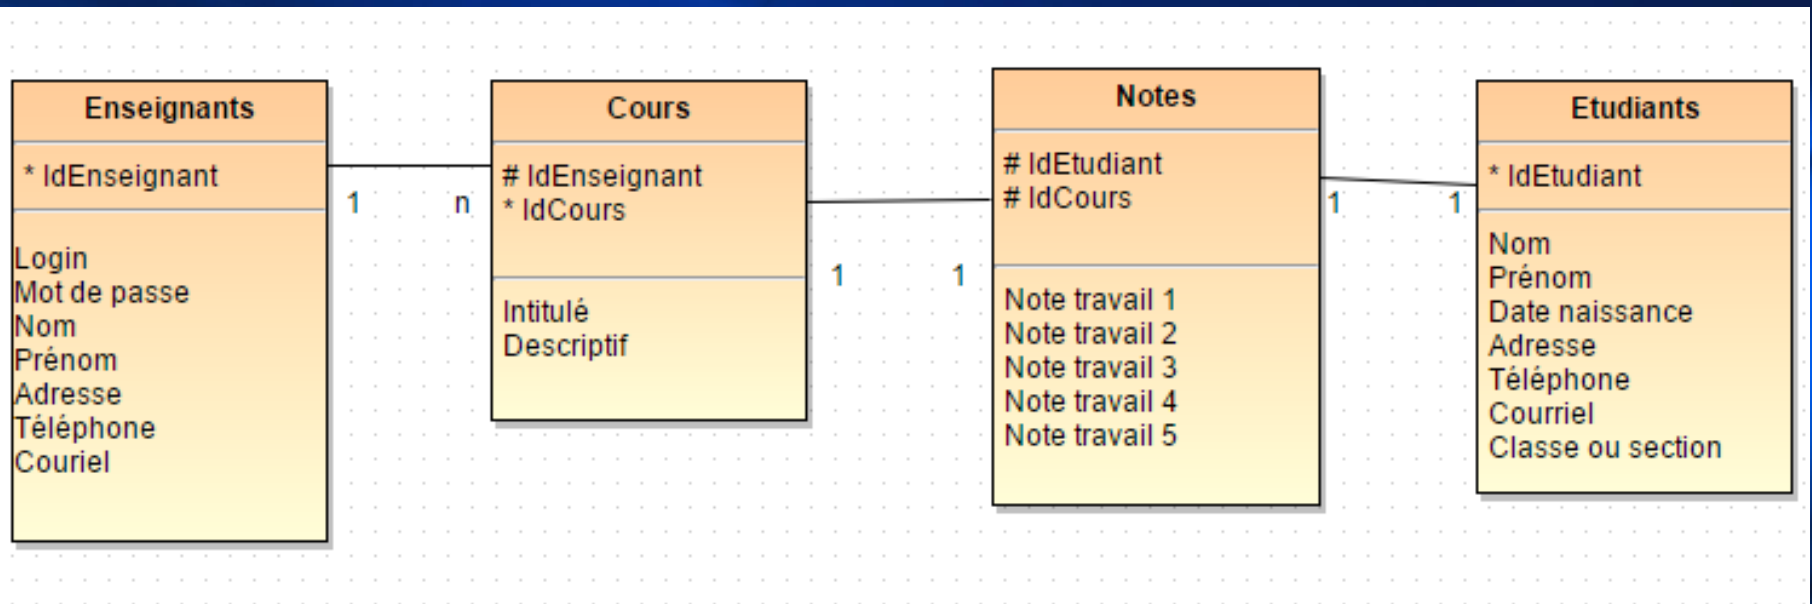 Enseignants
* IdEnseignant
Login
Mot de passe
Nom
Prénom
Adresse
Téléphone
Couriel
1
n
Cours
# IdEnseignant
* IdCours
Intitulé
Descriptif
1
1
Notes
# IdEtudiant
# IdCours
Note travail 1
Note travail 2
Note travail 3
Note travail 4
Note travail 5
1
1
Etudiants
* IdEtudiant
Nom
Prénom
Date naissance
Adresse
Téléphone
Courriel
Classe ou section